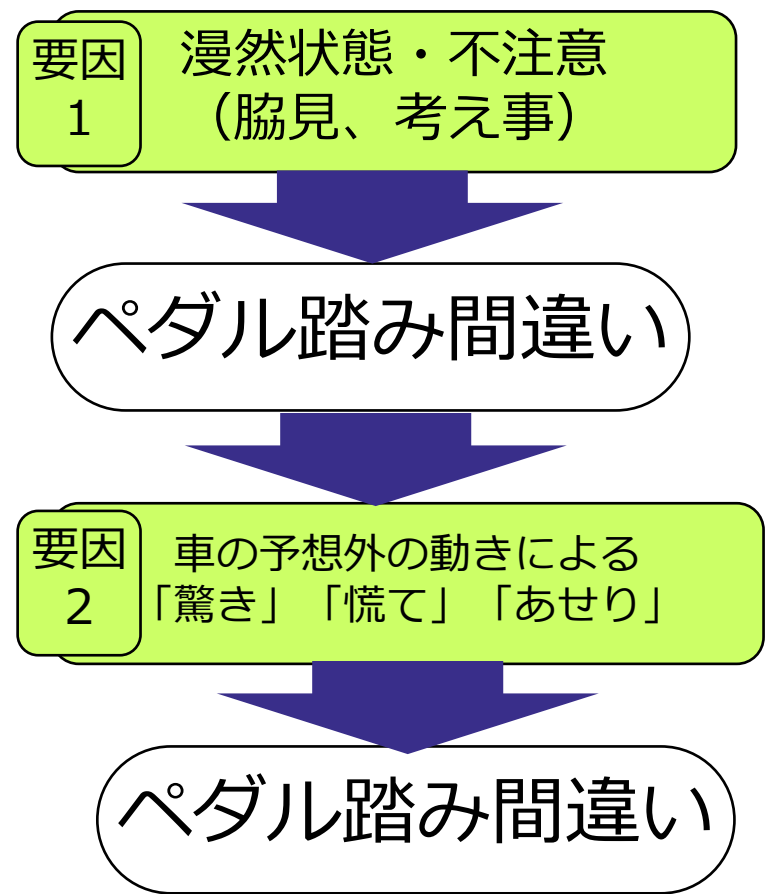 要因
1
漫然状態・不注意
（脇見、考え事）
ペダル踏み間違い
要因
2
車の予想外の動きによる
「驚き」「慌て」「あせり」
ペダル踏み間違い